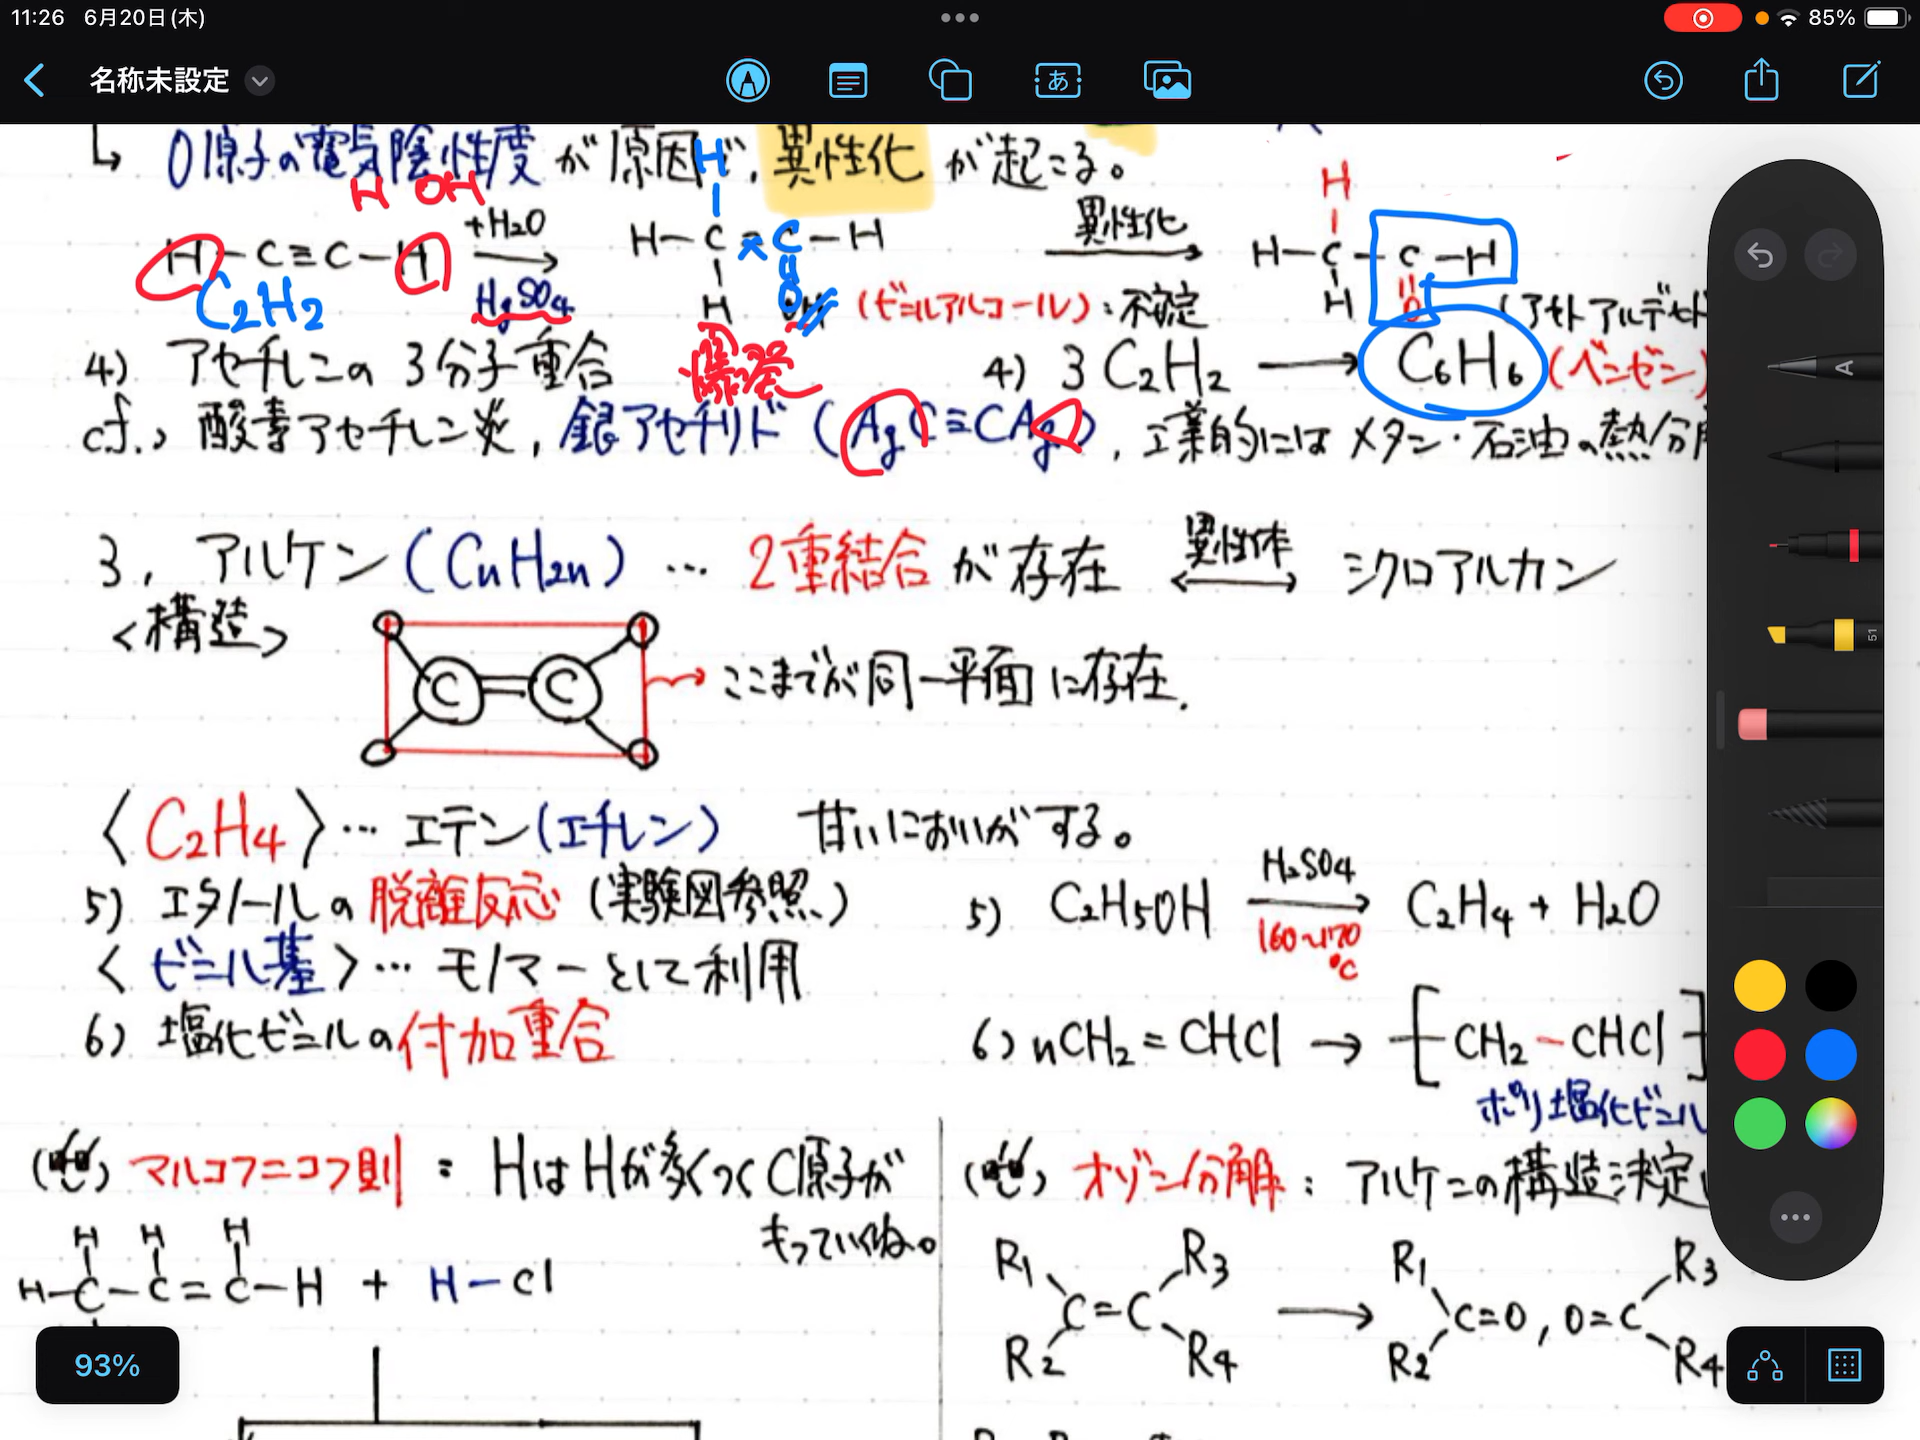 11:26 6月20日(木)
85%
名称未設定
あ
A
51
O原子の電気陰性度が原因で、異性化が起こる。
H OH
H
H
H-C≡C-H
+H2O
HgSO4
C2H2
H-C C-H
H
O
(ビニルアルコール):不安定
異性化
H-C-C-H
H O
(アセトアルデヒド
4) アセチレンの3分子重合
爆発
4) 3C2H2 → C6H6 (ベンゼン)
cf.) 酸素アセチレン炎, 銀アセチリド (AgC≡CAg), 工業的にはメタン・石油の熱分解
3. アルケン (CnH2n) … 2重結合が存在 異性体 ↔ シクロアルカン
<構造>
C=C
→ここまでが同一平面に存在.
〈C2H4〉… エテン(エチレン) 甘いにおいがする。
5) エタノールの脱離反応 (実験図参照)
5) C2H5OH → C2H4 + H2O
H2SO4
160~170℃
〈ビニル基〉… モノマーとして利用
6) 塩化ビニルの付加重合
6) nCH2=CHCl → [CH2-CHCl]
ポリ塩化ビニル
マルコフニコフ則 : HはHが多くつくC原子が
もっていくね。
H H H
H-C-C=C-H + H-Cl
オゾン分解 : アルケンの構造決定
R1 R3 R1 R3
C=C → C=O , O=C
R2 R4 R2 R4
93%